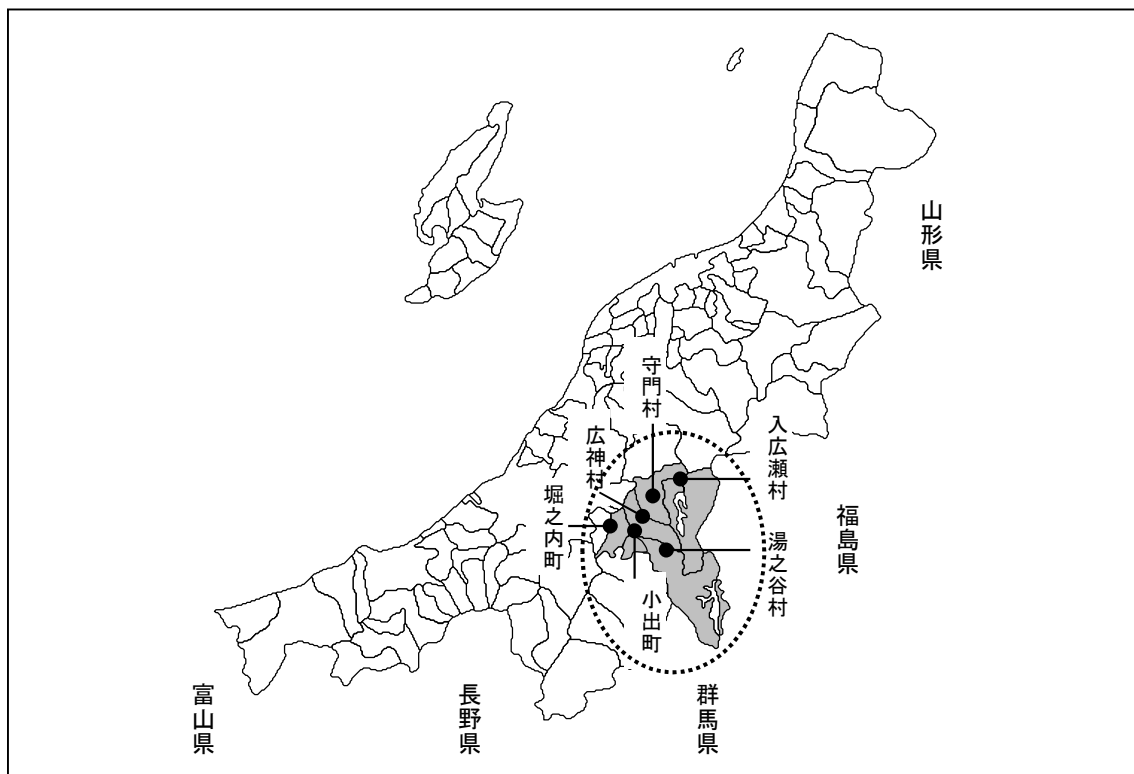 山形県
守門村
入広瀬村
広神村
堀之内町
福島県
湯之谷村
小出町
富山県
長野県
群馬県